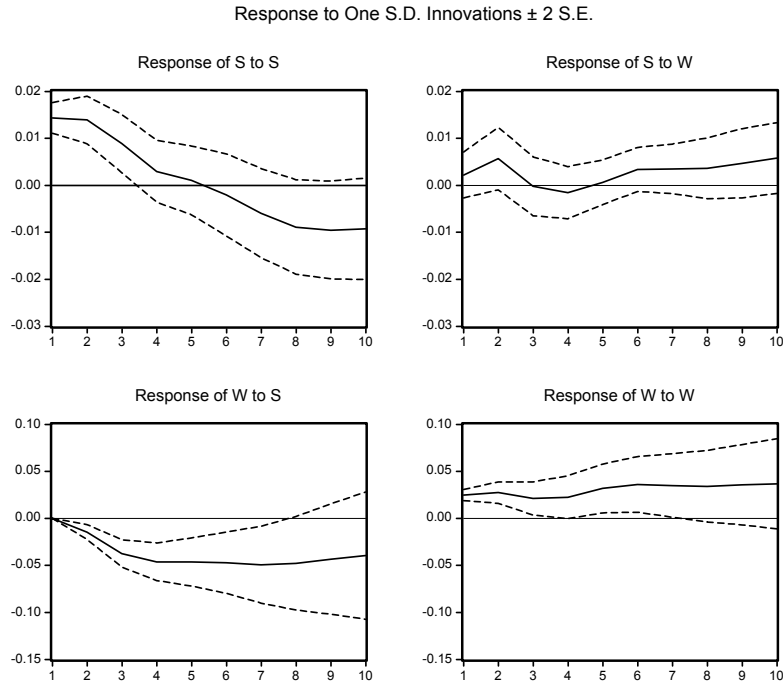 Response to One S.D. Innovations ± 2 S.E.
Response of S to S
0.02
0.01
0.00
-0.01
-0.02
-0.03
1 2 3 4 5 6 7 8 9 10
Response of S to W
0.02
0.01
0.00
-0.01
-0.02
-0.03
1 2 3 4 5 6 7 8 9 10
Response of W to S
0.10
0.05
0.00
-0.05
-0.10
-0.15
1 2 3 4 5 6 7 8 9 10
Response of W to W
0.10
0.05
0.00
-0.05
-0.10
-0.15
1 2 3 4 5 6 7 8 9 10